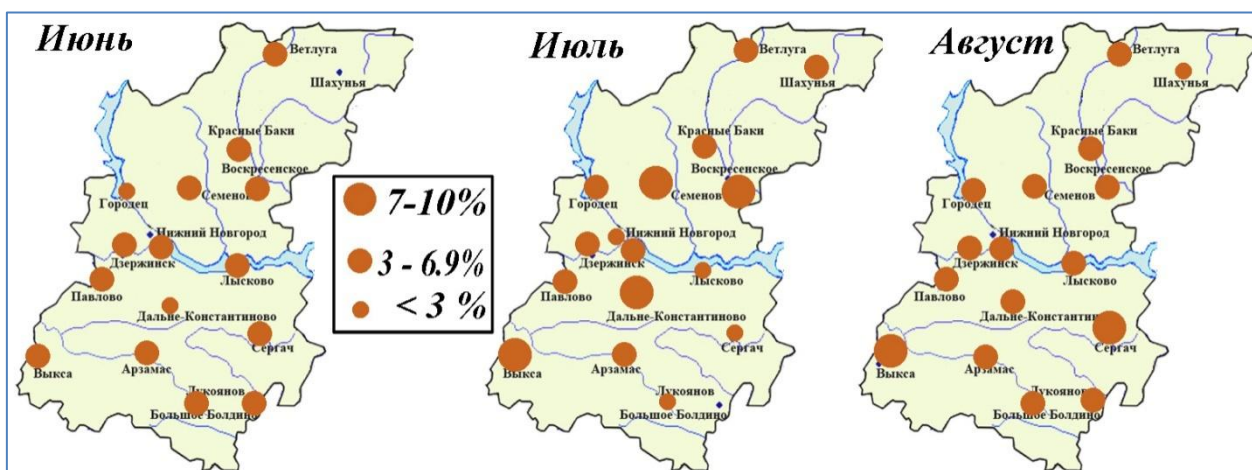 Июнь
Ветлуга
Шахунья
Красные Баки
Воскресенское
Семенов
Городец
Нижний Новгород
Дзержинск
Лысково
Павлово
Дальне-Константиново
Сергач
Выкса
Арзамас
Лукоянов
Большое Болдино
7-10%
3 - 6.9%
< 3 %
Июль
Ветлуга
Шахунья
Красные Баки
Воскресенское
Семенов
Городец
Нижний Новгород
Дзержинск
Лысково
Павлово
Дальне-Константиново
Сергач
Выкса
Арзамас
Лукоянов
Большое Болдино
Август
Ветлуга
Шахунья
Красные Баки
Воскресенское
Семенов
Городец
Нижний Новгород
Дзержинск
Лысково
Павлово
Дальне-Константиново
Сергач
Выкса
Арзамас
Лукоянов
Большое Болдино